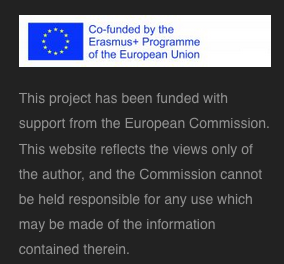 Co-funded by the
Erasmus+ Programme
of the European Union
This project has been funded with
support from the European Commission.
This website reflects the views only of
the author, and the Commission cannot
be held responsible for any use which
may be made of the information
contained therein.